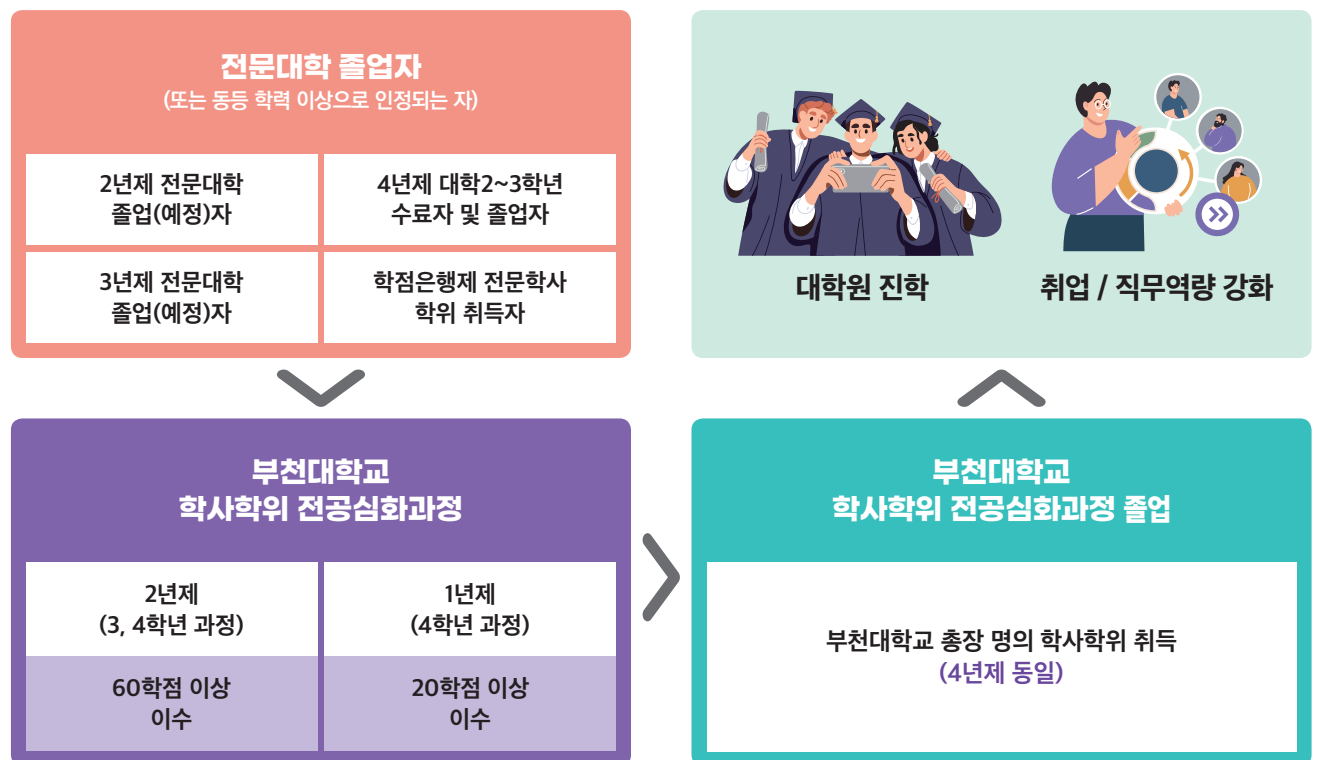 전문대학 졸업자
(또는 동등 학력 이상으로 인정되는 자)
2년제 전문대학
졸업(예정)자
4년제 대학2~3학년
수료자 및 졸업자
3년제 전문대학
졸업(예정)자
학점은행제 전문학사
학위 취득자
부천대학교
학사학위 전공심화과정
2년제
(3, 4학년 과정)
1년제
(4학년 과정)
60학점 이상
이수
20학점 이상
이수
부천대학교
학사학위 전공심화과정 졸업
부천대학교 총장 명의 학사학위 취득
(4년제 동일)
대학원 진학
취업 / 직무역량 강화